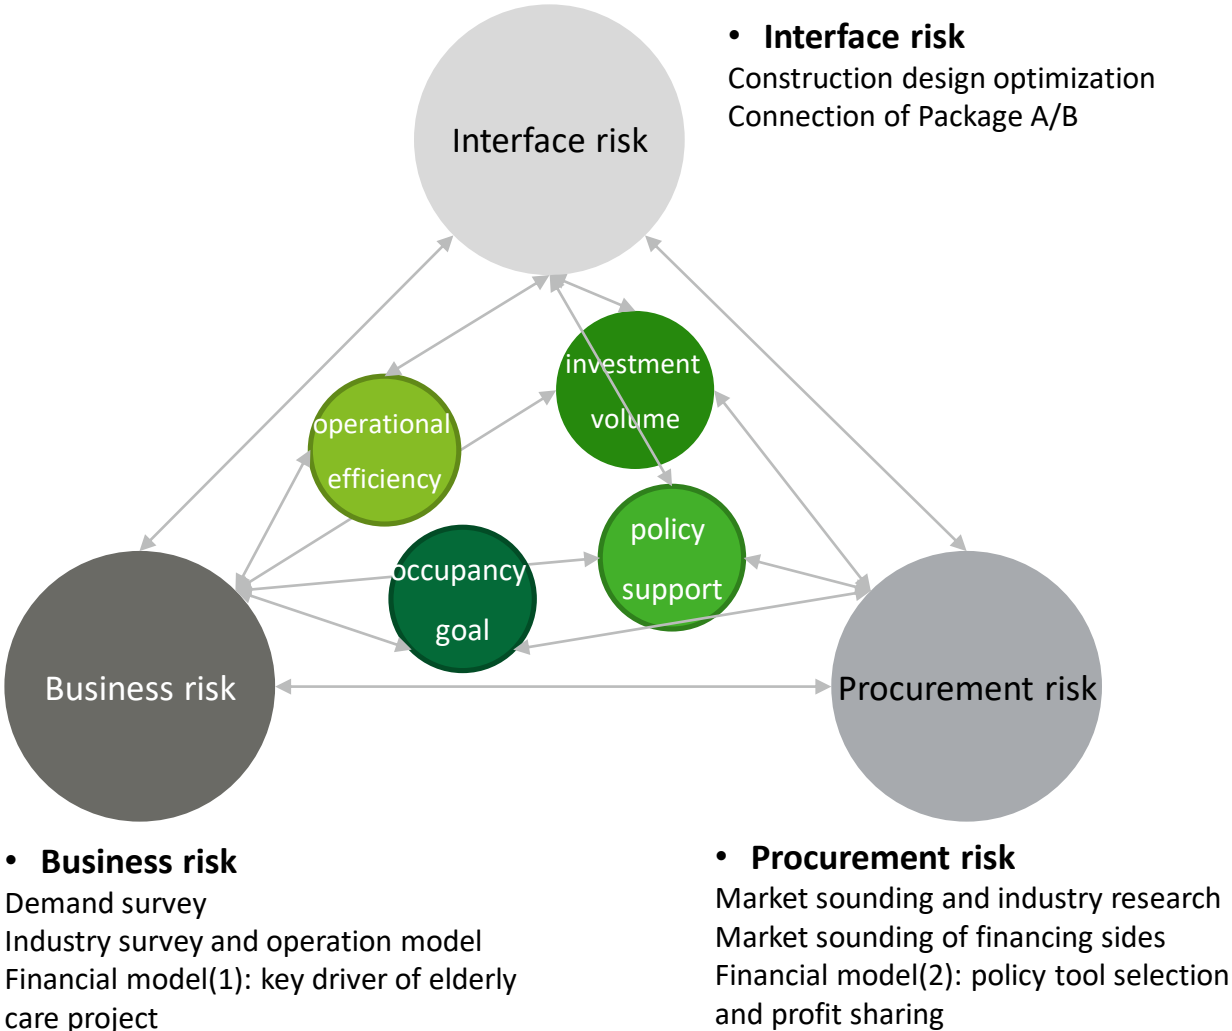 • Interface risk
Construction design optimization
Connection of Package A/B
Interface risk
investment
volume
operational
efficiency
policy
support
occupancy
goal
Business risk
Procurement risk
• Business risk
Demand survey
Industry survey and operation model
Financial model(1): key driver of elderly
care project
• Procurement risk
Market sounding and industry research
Market sounding of financing sides
Financial model(2): policy tool selection
and profit sharing